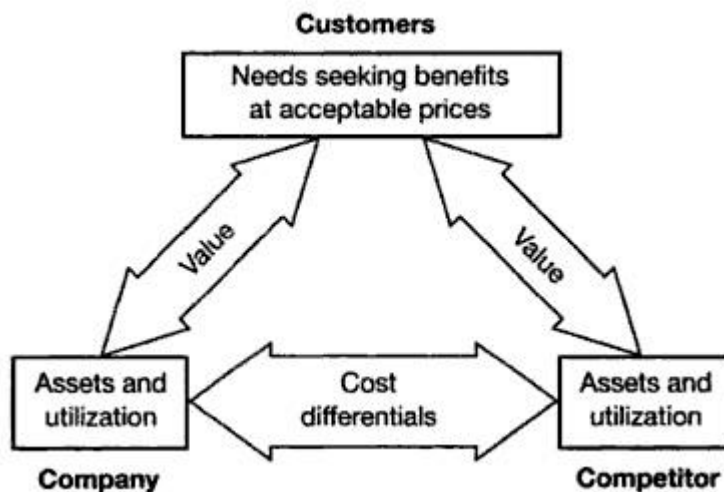 Customers
Needs seeking benefits
at acceptable prices
Value
Value
Assets and
utilization
Cost
differentials
Assets and
utilization
Company
Competitor